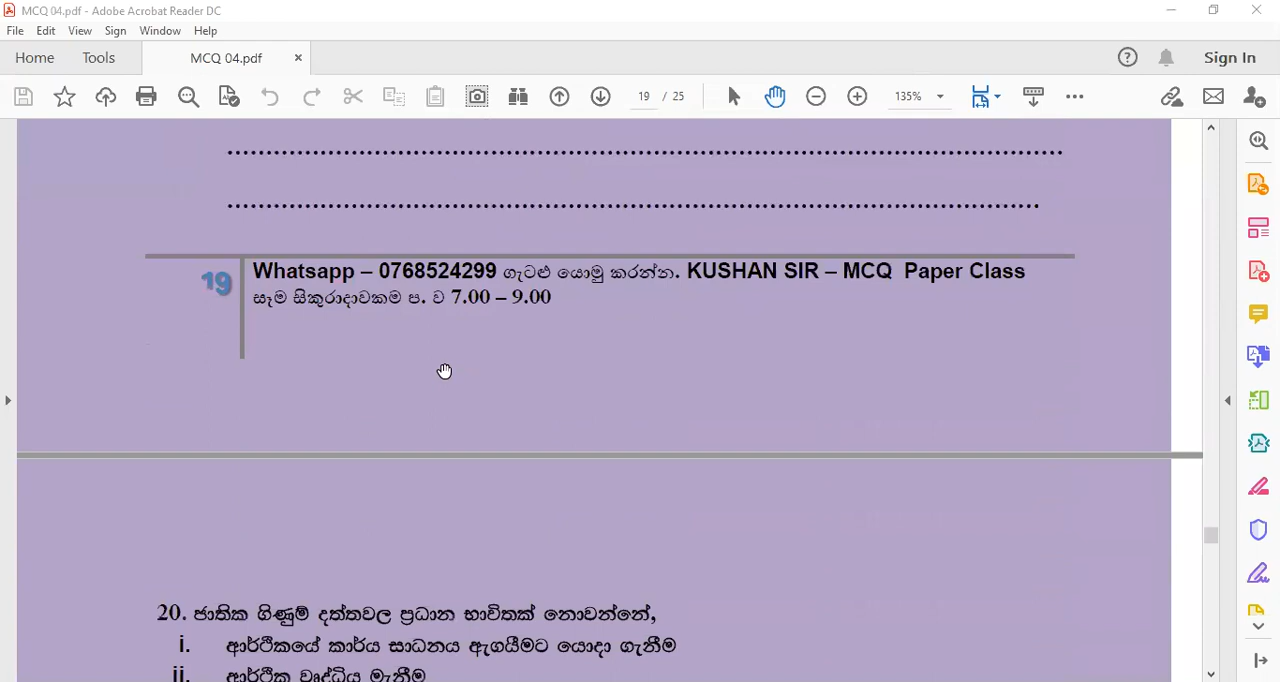 MCQ 04.pdf - Adobe Acrobat Reader DC
File Edit View Sign Window Help
Home Tools MCQ 04.pdf × Sign In
19 / 25 135%
................................................................................
................................................................................
19 Whatsapp – 0768524299 ගැටළු යොමු කරන්න. KUSHAN SIR – MCQ Paper Class
සෑම සිකුරාදාවකම ප. ව 7.00 – 9.00
20. ජාතික ගිණුම් දත්තවල ප්‍රධාන භාවිතක් නොවන්නේ,
i. ආර්ථිකයේ කාර්ය සාධනය ඇගයීමට යොදා ගැනීම
ii. ආර්ථික වෘද්ධිය මැනීම